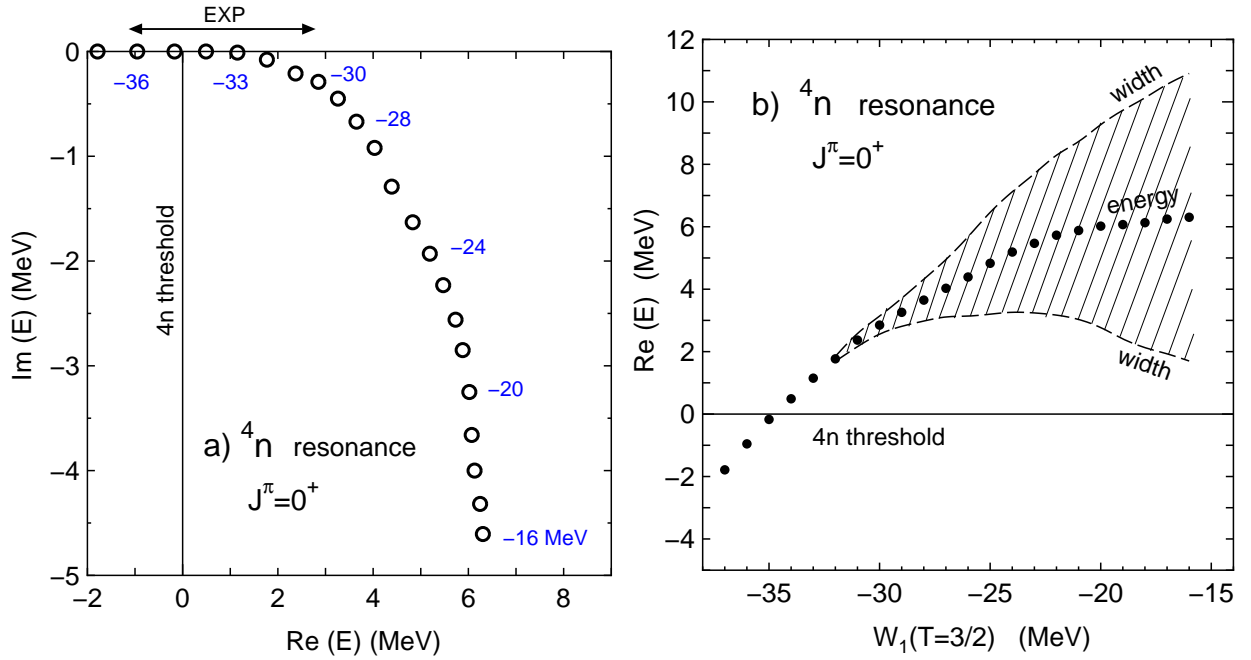 EXP
0
−1
−2
−3
−4
−5
−2
0
2
4
6
8
Im (E) (MeV)
Re (E) (MeV)
4n threshold
−36
−33
−30
−28
−24
−20
−16 MeV
a) ⁴n resonance
J^π=0⁺
12
10
8
6
4
2
0
−2
−4
−35
−30
−25
−20
−15
Re (E) (MeV)
W₁(T=3/2) (MeV)
b) ⁴n resonance
J^π=0⁺
width
energy
width
4n threshold